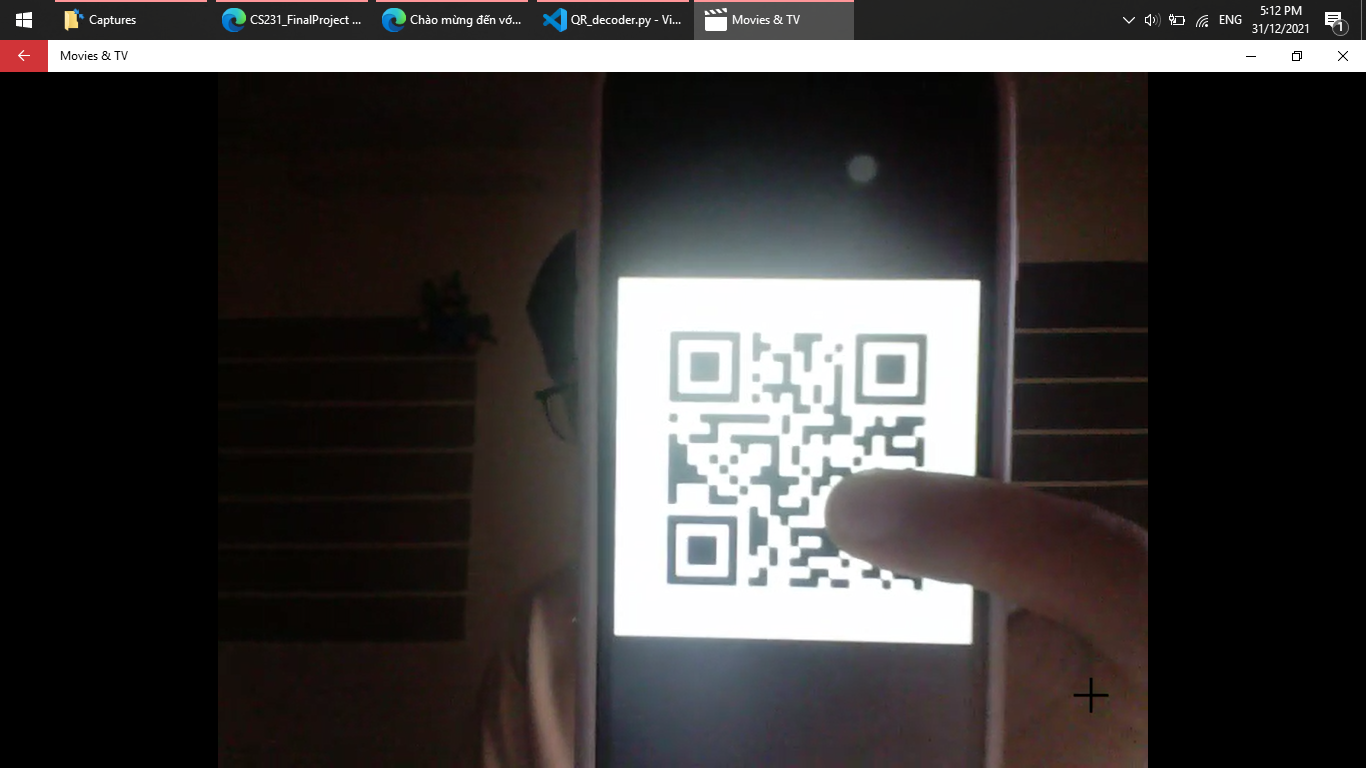 Captures
CS231_FinalProject ...
Chào mừng đến vớ...
QR_decoder.py - Vi...
Movies & TV
ENG
5:12 PM
31/12/2021
1
Movies & TV